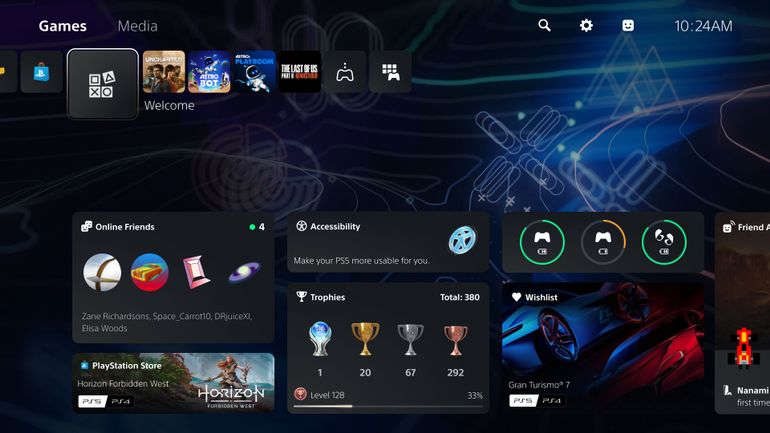 Games
Media
10:24AM
UNCHARTED
ASTRO BOT
ASTRO's PLAYROOM
THE LAST OF US
PART II REMASTERED
Welcome
Online Friends
4
Zane Richardsons, Space_Carrot10, DRjuiceXI,
Elisa Woods
PlayStation Store
Horizon Forbidden West
PS5 PS4
HORIZON
FORBIDDEN WEST
Accessibility
Make your PS5 more usable for you.
Trophies
Total: 380
1
20
67
292
Level 128
33%
Wishlist
Gran Turismo® 7
PS5 PS4
Friend A
Nanami
first time